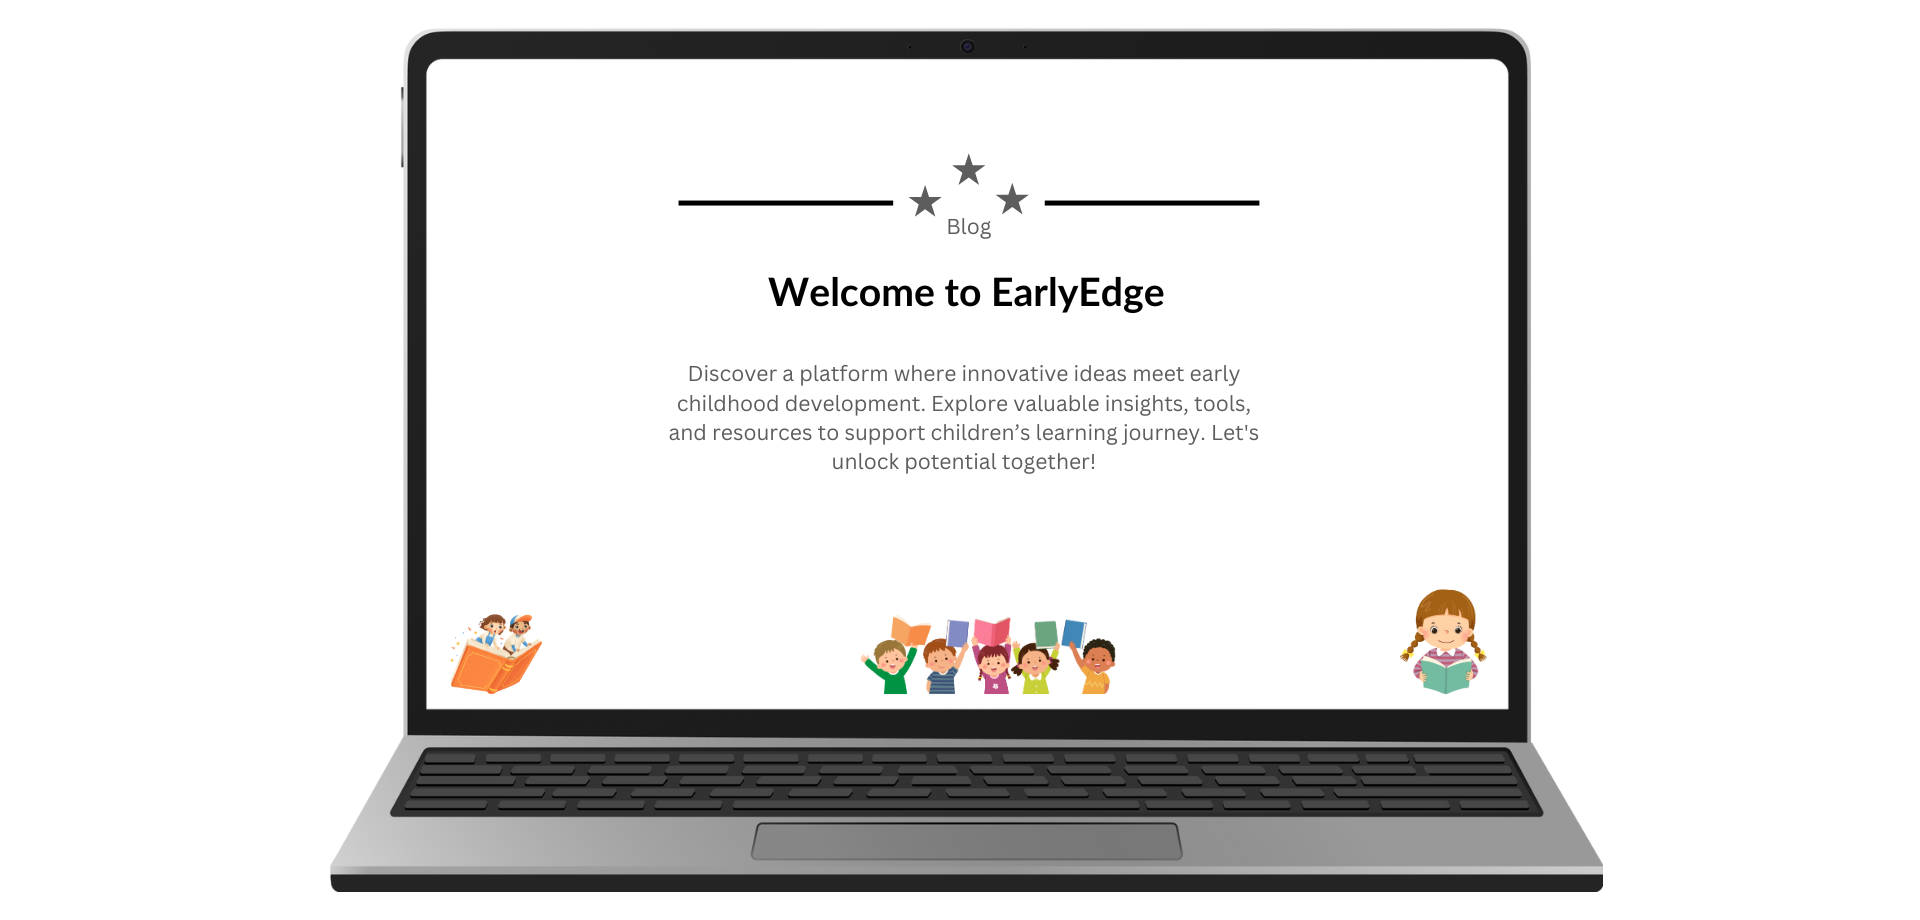 Blog
Welcome to EarlyEdge
Discover a platform where innovative ideas meet early
childhood development. Explore valuable insights, tools,
and resources to support children’s learning journey. Let's
unlock potential together!